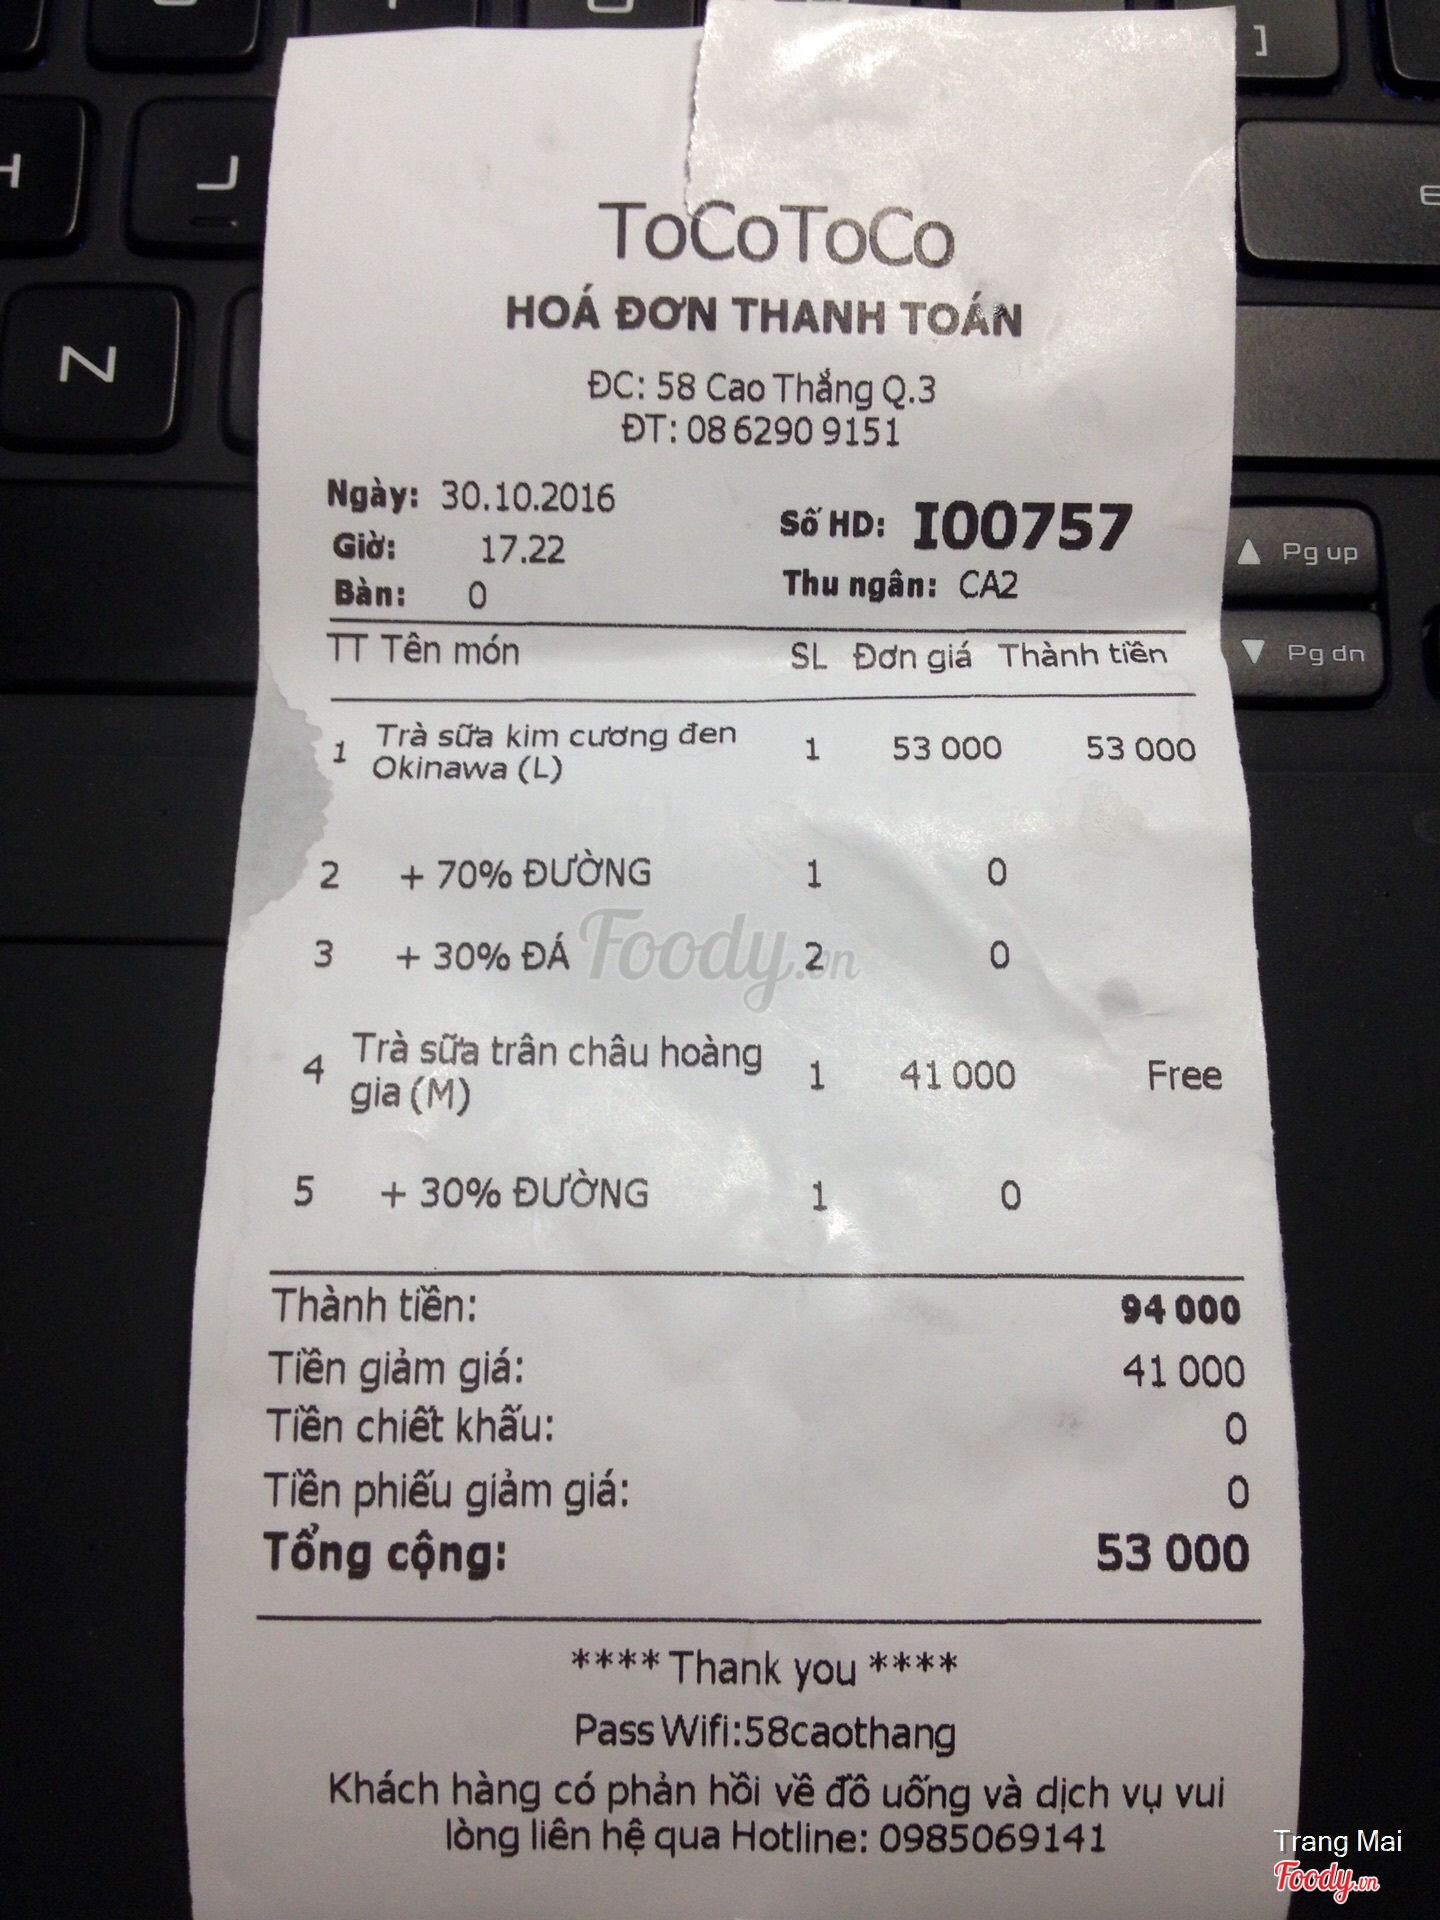 ToCoToCo
HOÁ ĐƠN THANH TOÁN
ĐC: 58 Cao Thắng Q.3
ĐT: 08 6290 9151
Ngày: 30.10.2016
Số HD: I00757
Giờ: 17.22
Thu ngân: CA2
Bàn: 0
TT Tên món SL Đơn giá Thành tiền
1 Trà sữa kim cương đen 1 53 000 53 000
Okinawa (L)
2 + 70% ĐƯỜNG 1 0
3 + 30% ĐÁ 2 0
Foody.vn
4 Trà sữa trân châu hoàng 1 41 000 Free
gia (M)
5 + 30% ĐƯỜNG 1 0
Thành tiền: 94 000
Tiền giảm giá: 41 000
Tiền chiết khấu: 0
Tiền phiếu giảm giá: 0
Tổng cộng: 53 000
**** Thank you ****
Pass Wifi:58caothang
Khách hàng có phản hồi về đồ uống và dịch vụ vui
lòng liên hệ qua Hotline: 0985069141
Trang Mai
Foody.vn
H
J
N
]
E
Pg up
Pg dn